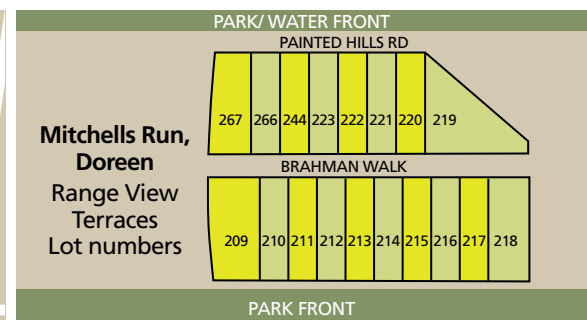 PARK/ WATER FRONT
PAINTED HILLS RD
267 266 244 223 222 221 220 219
Mitchells Run,
Doreen
Range View
Terraces
Lot numbers
BRAHMAN WALK
209 210 211 212 213 214 215 216 217 218
PARK FRONT